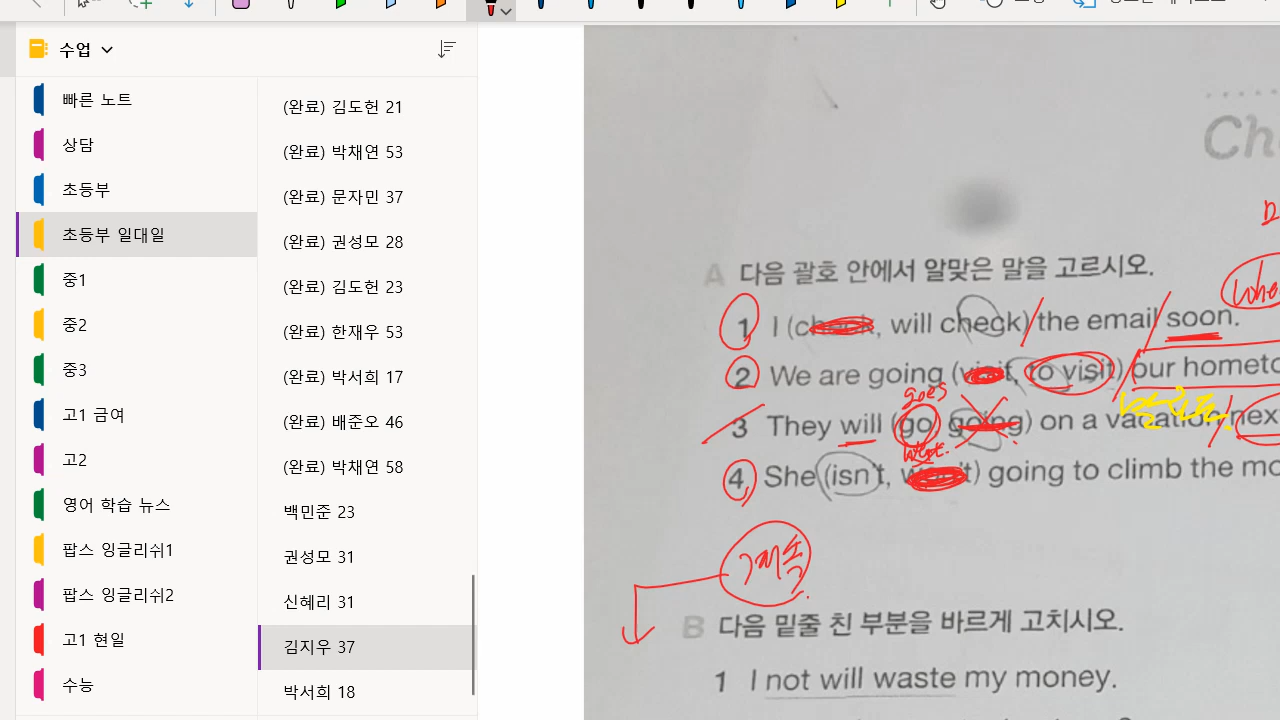 수업
빠른 노트
상담
초등부
초등부 일대일
중1
중2
중3
고1 금여
고2
영어 학습 뉴스
팝스 잉글리쉬1
팝스 잉글리쉬2
고1 현일
수능
(완료) 김도헌 21
(완료) 박채연 53
(완료) 문자민 37
(완료) 권성모 28
(완료) 김도헌 23
(완료) 한재우 53
(완료) 박서희 17
(완료) 배준오 46
(완료) 박채연 58
백민준 23
권성모 31
신혜리 31
김지우 37
박서희 18
Ch
A 다음 괄호 안에서 알맞은 말을 고르시오.
1 I (check, will check) the email soon.
2 We are going (visit, to visit) our hometo
goes
3 They will (go, going) on a vacation nex
4 She (isn't, won't) going to climb the mo
계속
B 다음 밑줄 친 부분을 바르게 고치시오.
1 I not will waste my money.